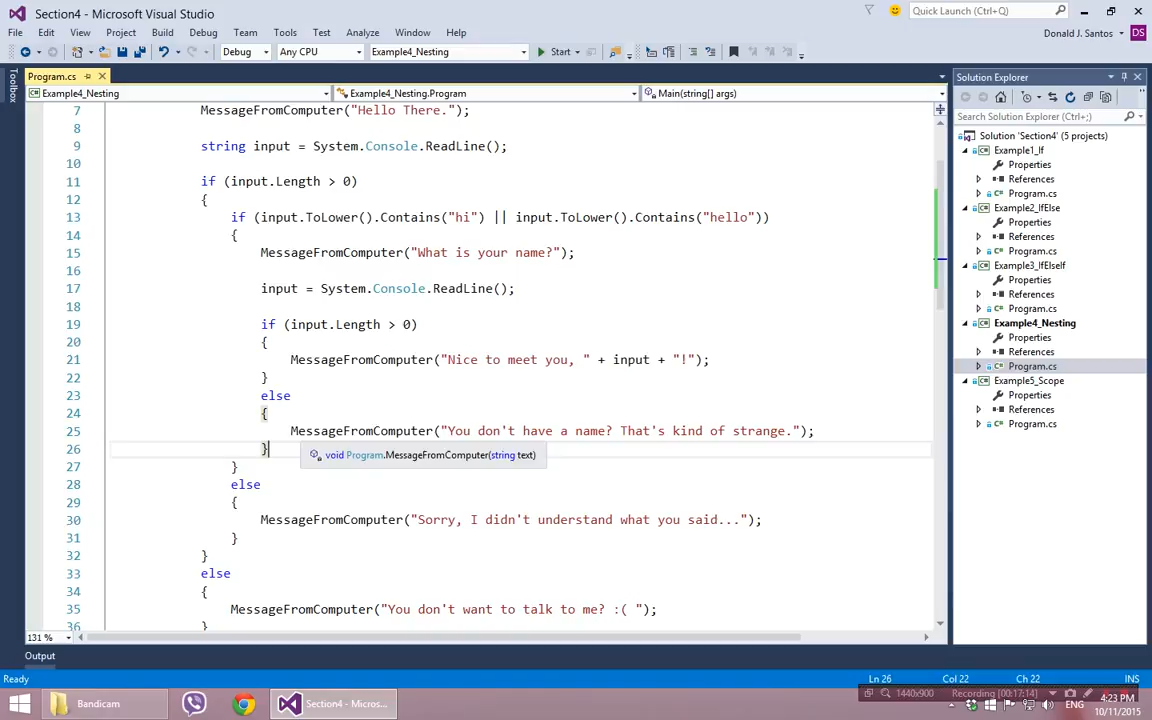 Section4 - Microsoft Visual Studio
Quick Launch (Ctrl+Q)
File Edit View Project Build Debug Team Tools Test Analyze Window Help
Donald J. Santos DS
Debug Any CPU Example4_Nesting Start
Toolbox
Program.cs
Example4_Nesting Example4_Nesting.Program Main(string[] args)
7 MessageFromComputer("Hello There.");
8
9 string input = System.Console.ReadLine();
10
11 if (input.Length > 0)
12 {
13 if (input.ToLower().Contains("hi") || input.ToLower().Contains("hello"))
14 {
15 MessageFromComputer("What is your name?");
16
17 input = System.Console.ReadLine();
18
19 if (input.Length > 0)
20 {
21 MessageFromComputer("Nice to meet you, " + input + "!");
22 }
23 else
24 {
25 MessageFromComputer("You don't have a name? That's kind of strange.");
26 }
void Program.MessageFromComputer(string text)
27 }
28 else
29 {
30 MessageFromComputer("Sorry, I didn't understand what you said...");
31 }
32 }
33 else
34 {
35 MessageFromComputer("You don't want to talk to me? :( ");
36 }
131 %
Solution Explorer
Search Solution Explorer (Ctrl+;)
Solution 'Section4' (5 projects)
Example1_If
Properties
References
Program.cs
Example2_IfElse
Properties
References
Program.cs
Example3_IfElseIf
Properties
References
Program.cs
Example4_Nesting
Properties
References
Program.cs
Example5_Scope
Properties
References
Program.cs
Output
Ready Ln 26 Col 22 Ch 22 INS
1440x900 Recording [00:17:14]
Bandicam
Section4 - Micros...
ENG
4:23 PM
10/11/2015